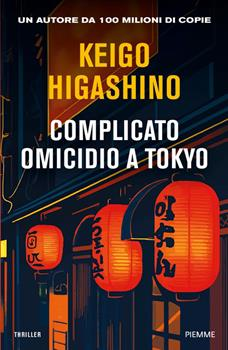 UN AUTORE DA 100 MILIONI DI COPIE
KEIGO
HIGASHINO
COMPLICATO
OMICIDIO A TOKYO
THRILLER
PIEMME